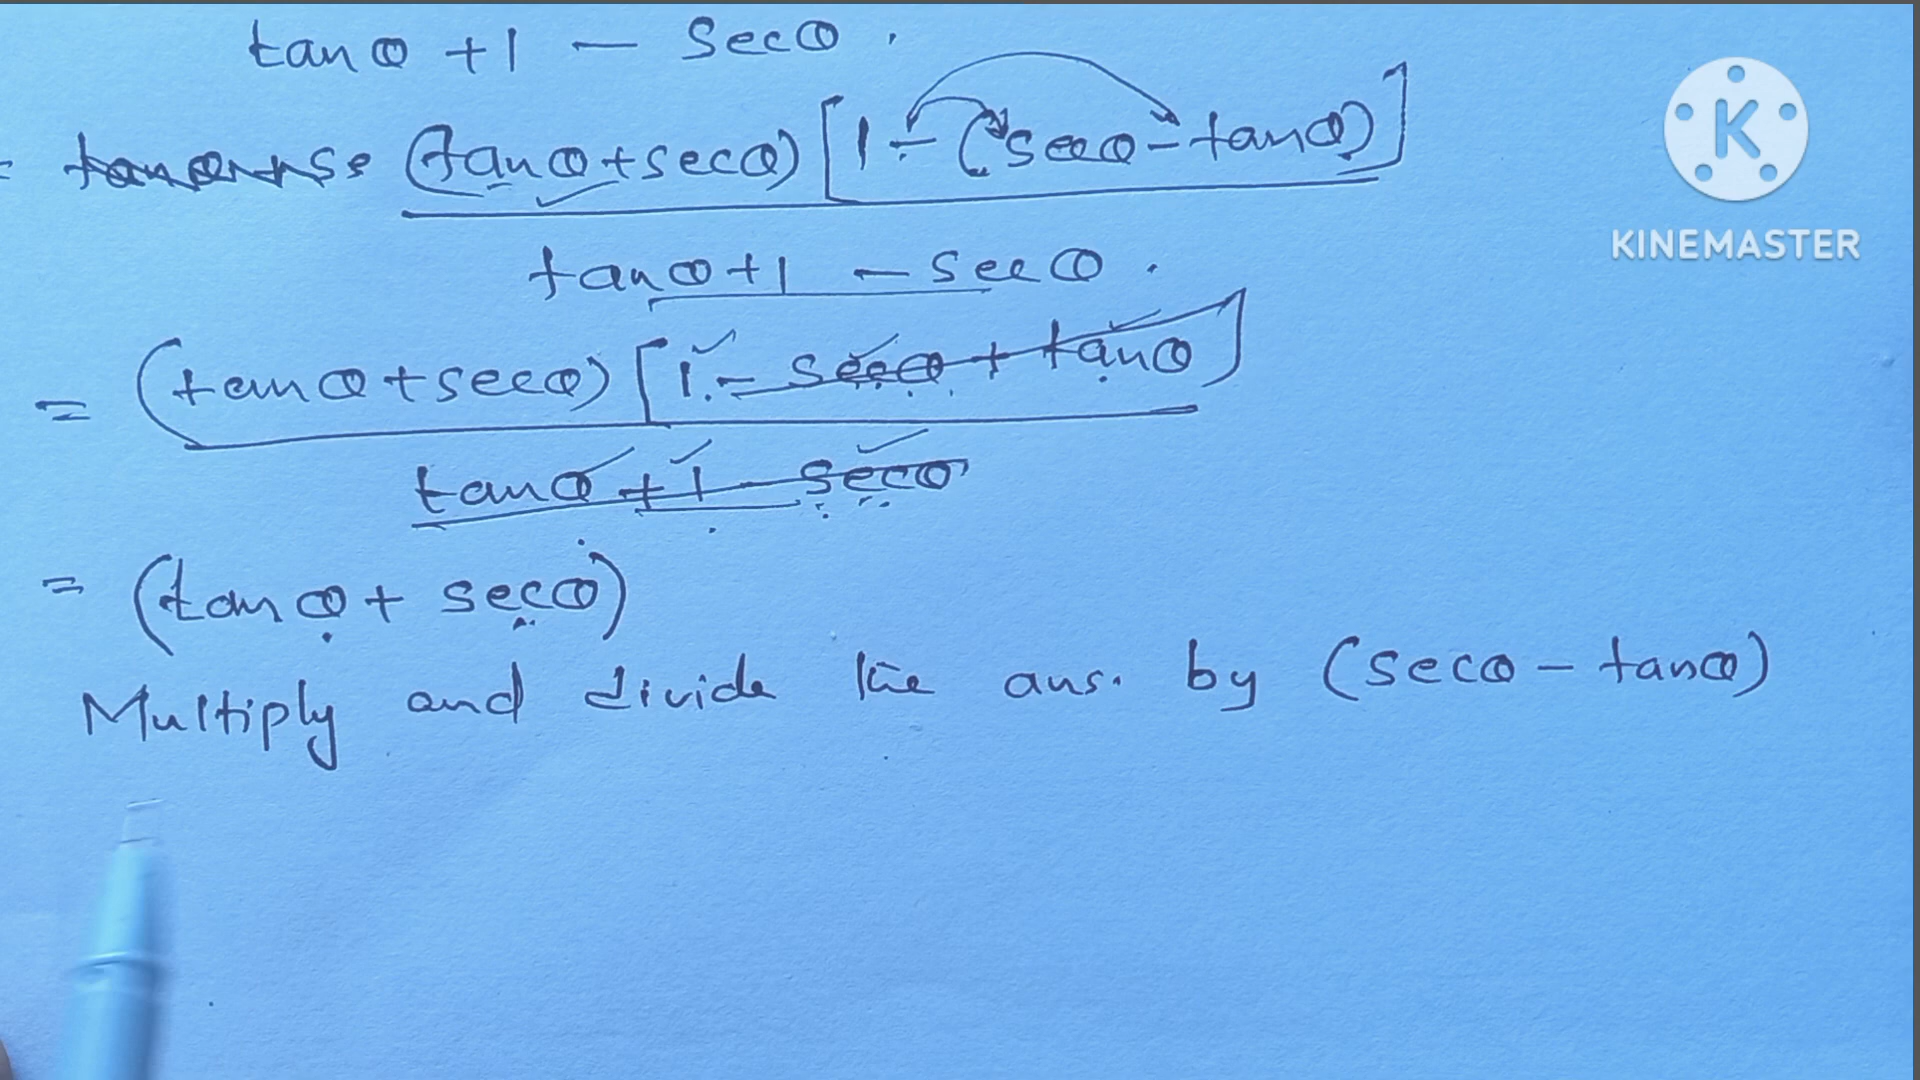 tanθ + 1 — secθ .
= (tanθ + secθ) [1 - (secθ - tanθ)]
tanθ + 1 — secθ .
= (tanθ + secθ) [1 - secθ + tanθ]
tanθ + 1 - secθ
= (tanθ + secθ)
Multiply and divide the ans. by (secθ - tanθ)
K
KINEMASTER